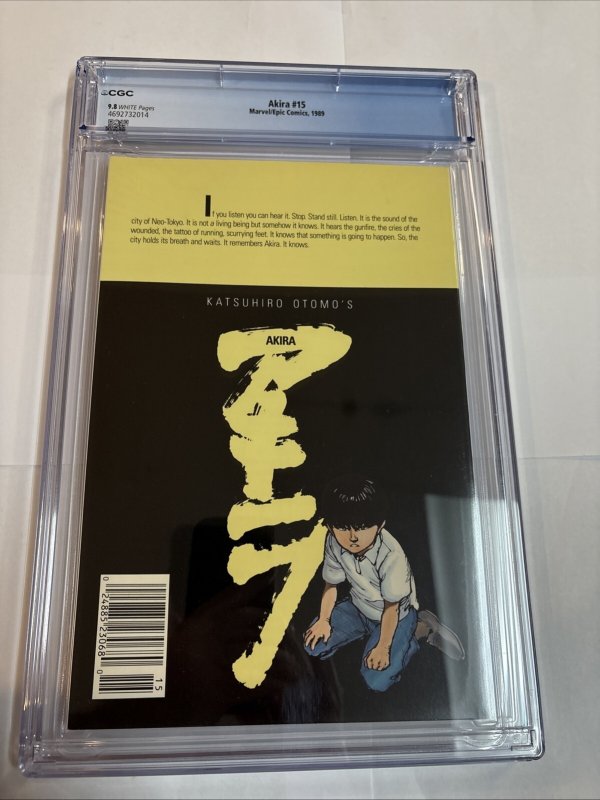 CGC
Akira #15
Marvel/Epic Comics, 1989
9.8 WHITE Pages
4692732014
If you listen you can hear it. Stop. Stand still. Listen. It is the sound of the
city of Neo-Tokyo. It is not a living being but somehow it knows. It hears the gunfire, the cries of the
wounded, the tattoo of running, scurrying feet. It knows that something is going to happen. So, the
city holds its breath and waits. It remembers Akira. It knows.
KATSUHIRO OTOMO'S
AKIRA
アキラ
0 24885 23068 0
15